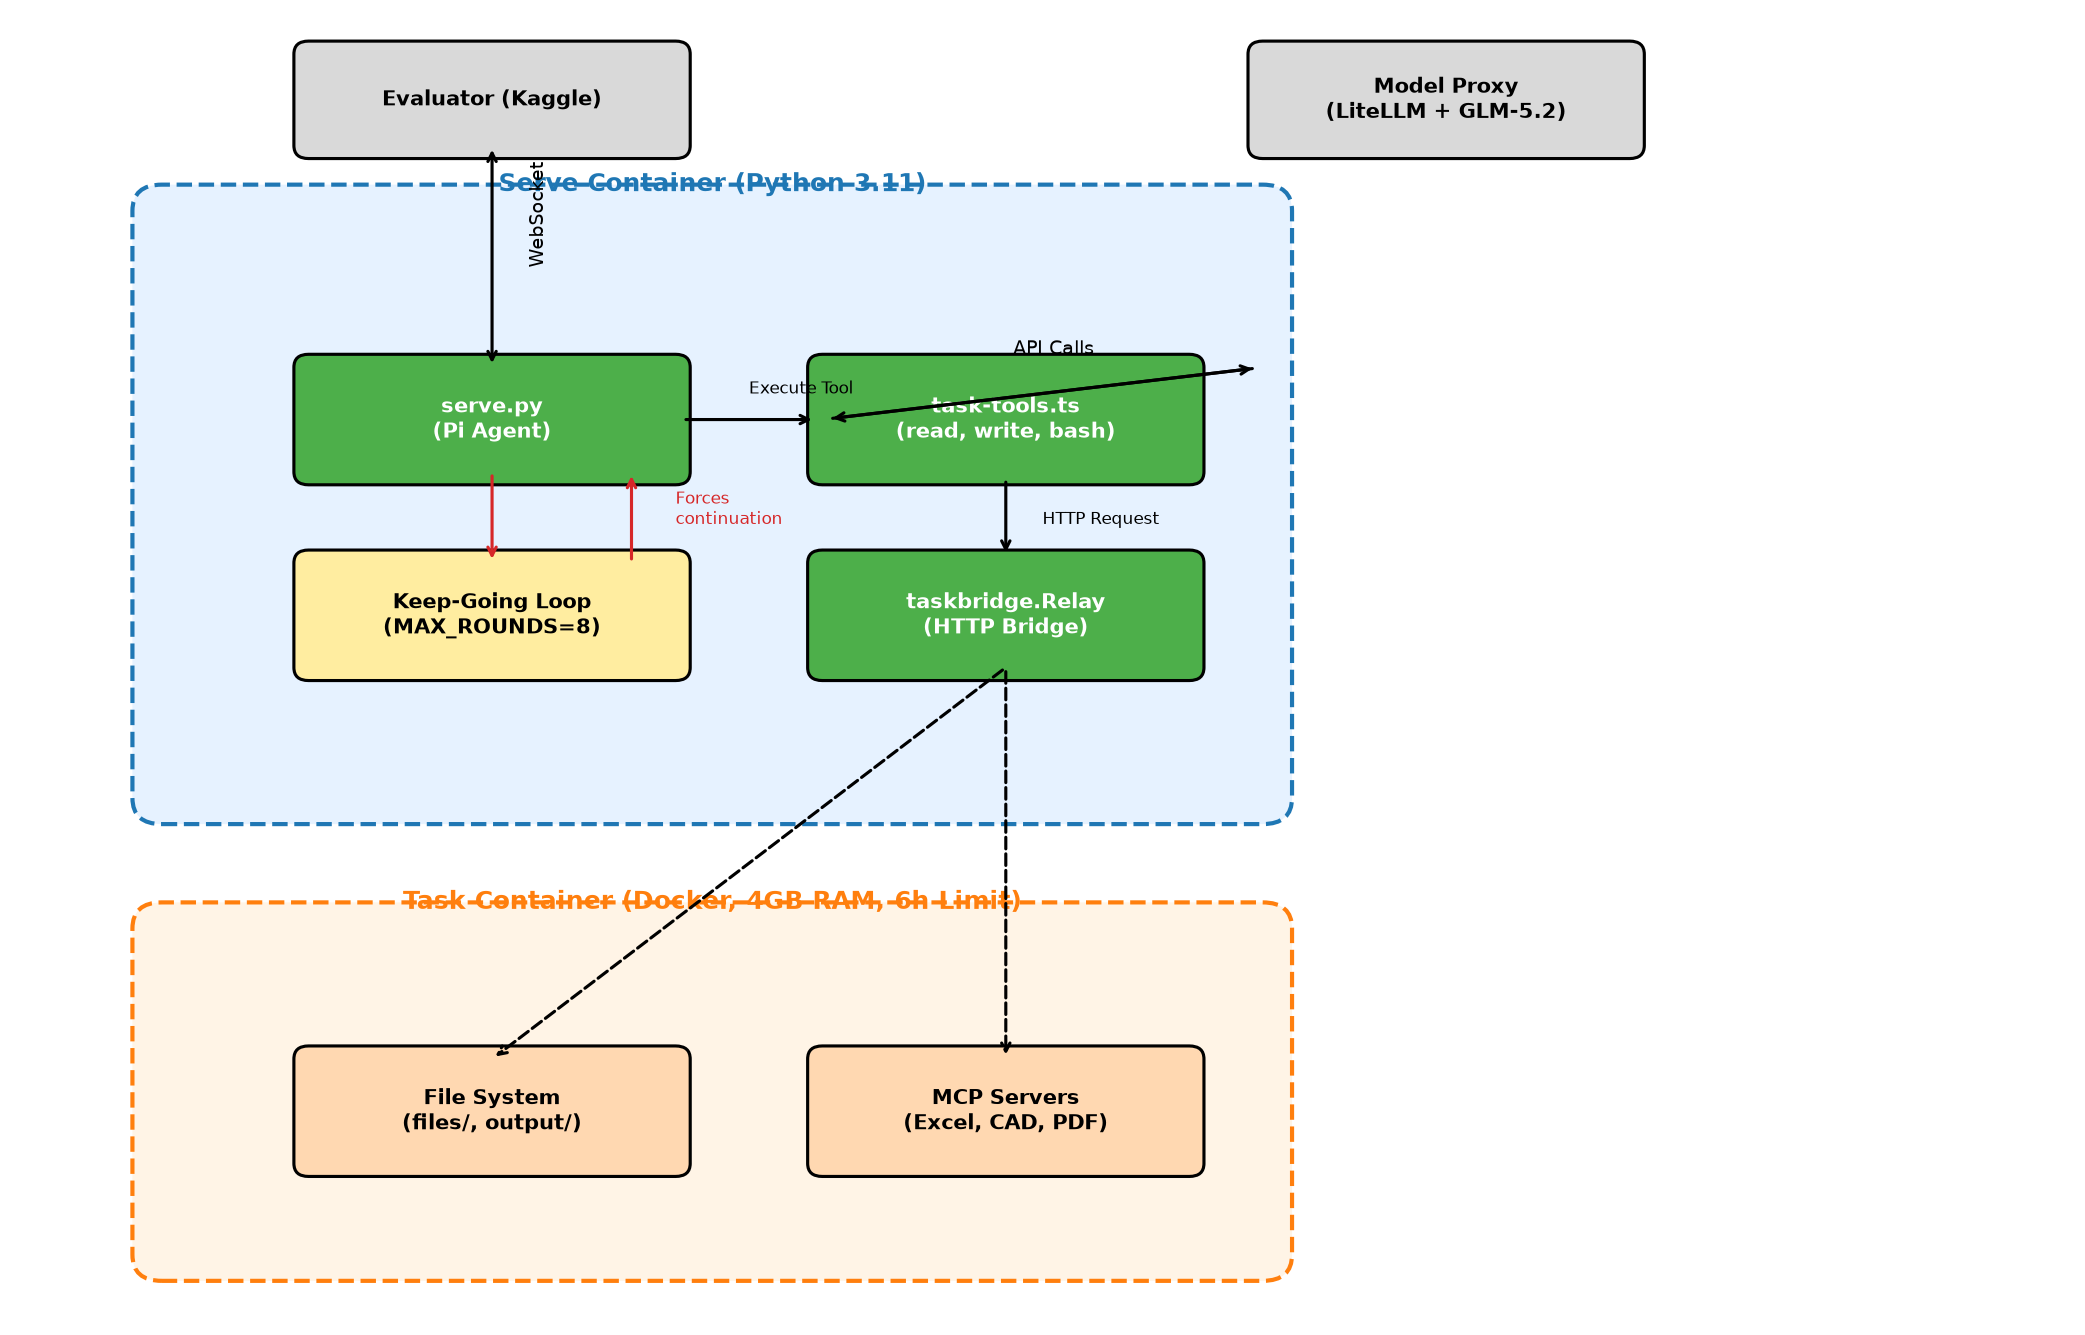 Evaluator (Kaggle)
Model Proxy
(LiteLLM + GLM-5.2)
Serve Container (Python 3.11)
WebSocket
API Calls
Execute Tool
serve.py
(Pi Agent)
task-tools.ts
(read, write, bash)
Forces
continuation
HTTP Request
Keep-Going Loop
(MAX_ROUNDS=8)
taskbridge.Relay
(HTTP Bridge)
Task Container (Docker, 4GB RAM, 6h Limit)
File System
(files/, output/)
MCP Servers
(Excel, CAD, PDF)